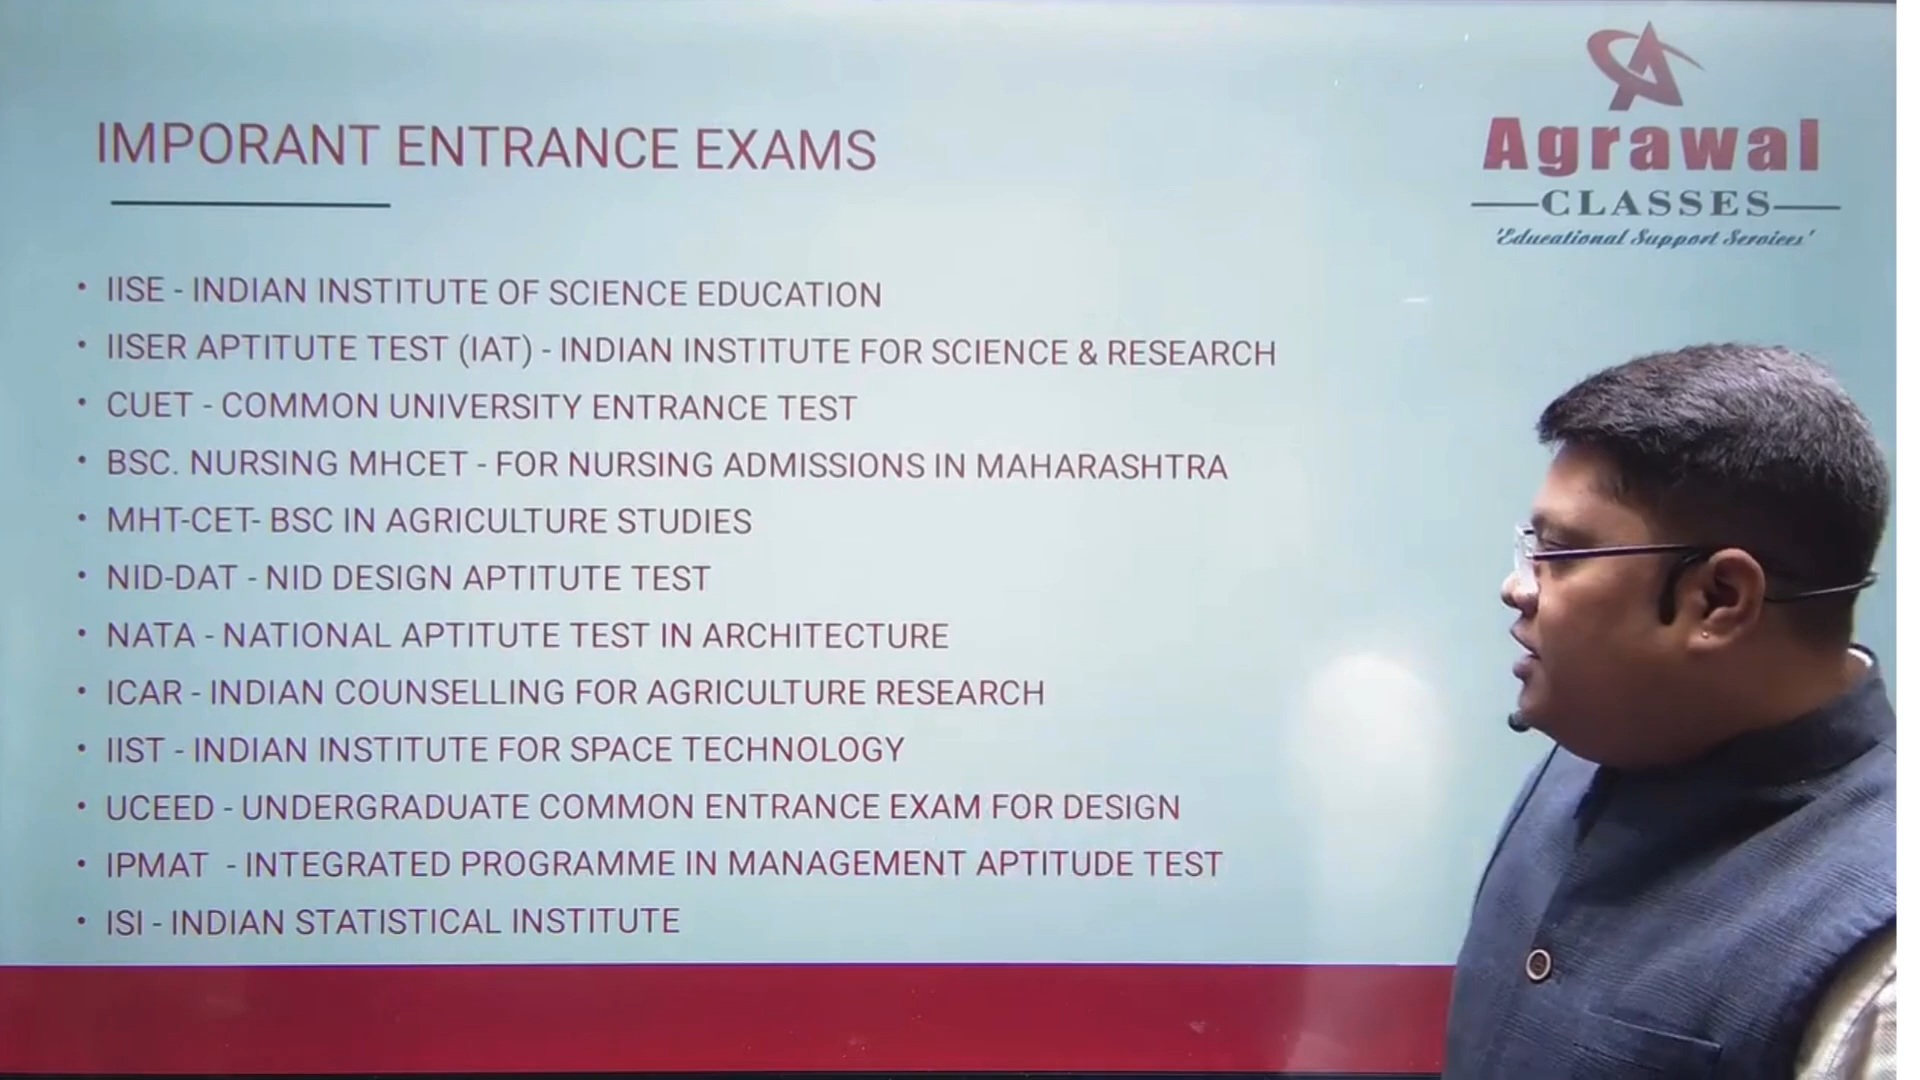 IMPORANT ENTRANCE EXAMS
Agrawal
CLASSES
'Educational Support Services'
• IISE - INDIAN INSTITUTE OF SCIENCE EDUCATION
• IISER APTITUTE TEST (IAT) - INDIAN INSTITUTE FOR SCIENCE & RESEARCH
• CUET - COMMON UNIVERSITY ENTRANCE TEST
• BSC. NURSING MHCET - FOR NURSING ADMISSIONS IN MAHARASHTRA
• MHT-CET- BSC IN AGRICULTURE STUDIES
• NID-DAT - NID DESIGN APTITUTE TEST
• NATA - NATIONAL APTITUTE TEST IN ARCHITECTURE
• ICAR - INDIAN COUNSELLING FOR AGRICULTURE RESEARCH
• IIST - INDIAN INSTITUTE FOR SPACE TECHNOLOGY
• UCEED - UNDERGRADUATE COMMON ENTRANCE EXAM FOR DESIGN
• IPMAT - INTEGRATED PROGRAMME IN MANAGEMENT APTITUDE TEST
• ISI - INDIAN STATISTICAL INSTITUTE